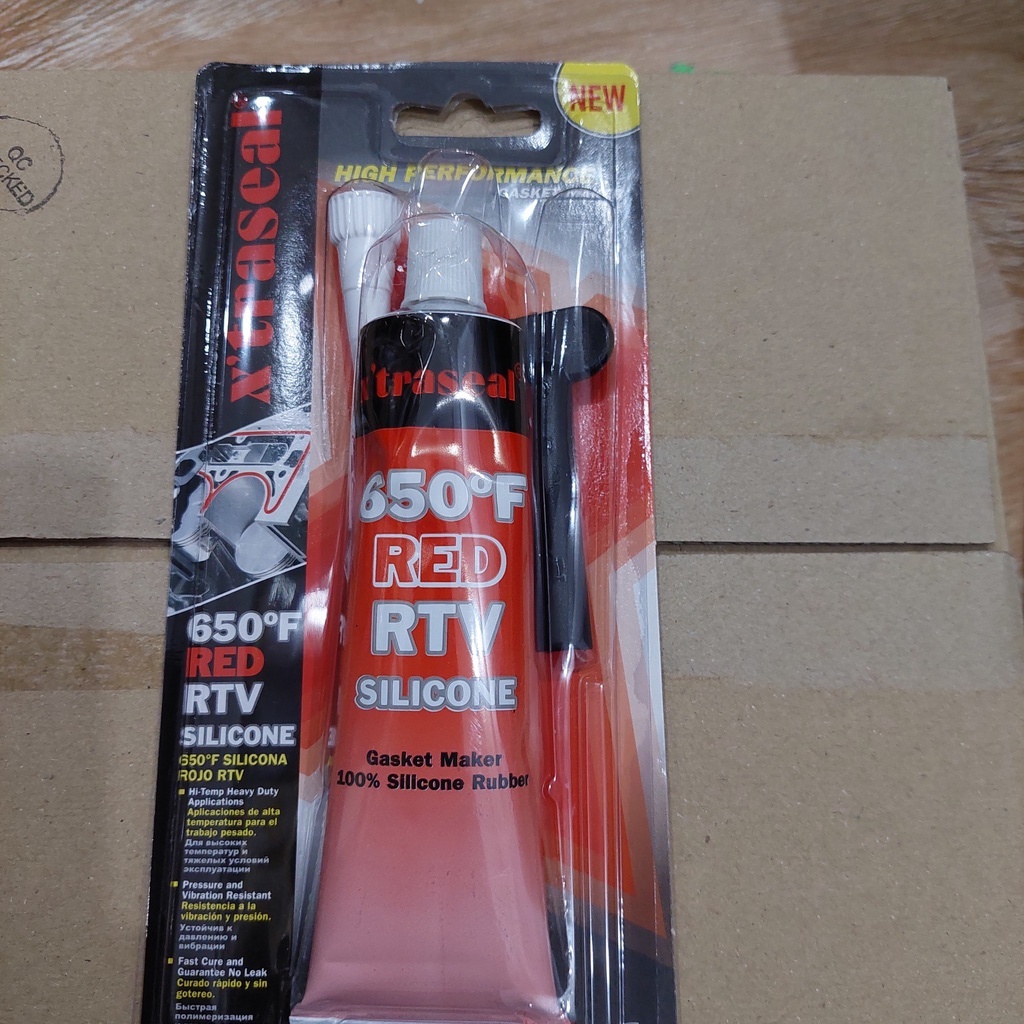 NEW
x'traseal
HIGH PERFORMANCE
GASKET
QC
x'traseal
650°F
RED
RTV
SILICONE
Gasket Maker
100% Silicone Rubber
650°F
RED
RTV
SILICONE
650°F SILICONA
ROJO RTV
Hi-Temp Heavy Duty
Applications
Aplicaciones de alta
temperatura para el
trabajo pesado.
Для высоких
температур и
тяжелых условий
эксплуатации
Pressure and
Vibration Resistant
Resistencia a la
vibración y presión.
Устойчив к
давлению и
вибрации
Fast Cure and
Guarantee No Leak
Curado rápido y sin
gotereo.
Быстрая
полимеризация